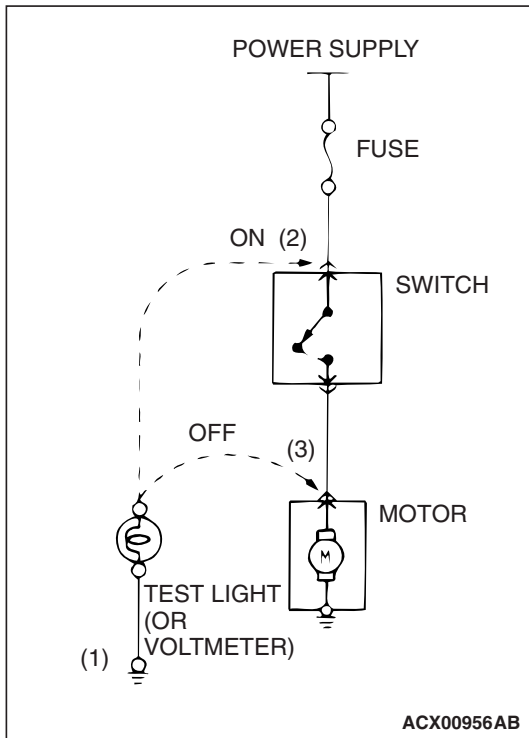 POWER SUPPLY
FUSE
ON (2)
SWITCH
OFF
(3)
MOTOR
M
TEST LIGHT
(OR
VOLTMETER)
(1)
ACX00956AB